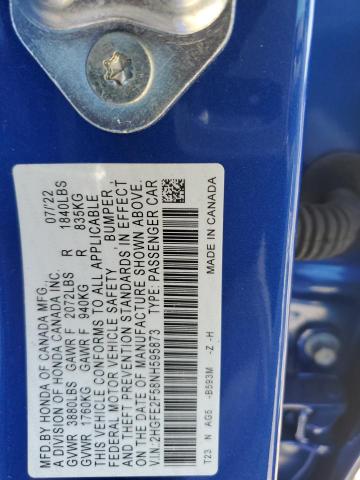 MFD. BY HONDA OF CANADA MFG. 07/22
A DIVISION OF HONDA CANADA INC.
GVWR 3880LBS GAWR F 2072LBS R 1840LBS
GVWR 1760KG GAWR F 940KG R 835KG
THIS VEHICLE CONFORMS TO ALL APPLICABLE
FEDERAL MOTOR VEHICLE SAFETY, BUMPER,
AND THEFT PREVENTION STANDARDS IN EFFECT
ON THE DATE OF MANUFACTURE SHOWN ABOVE.
V.I.N.:2HGFE2F58NH595873 TYPE: PASSENGER CAR
T23 N AG5 -B593M -Z -H
MADE IN CANADA